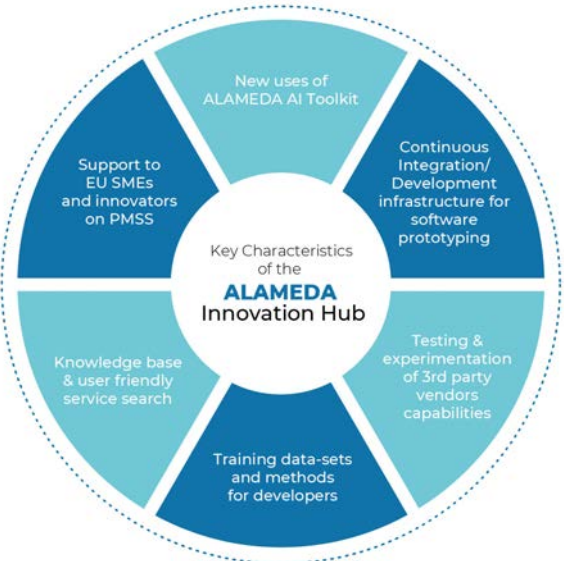 New uses of
ALAMEDA AI Toolkit
Continuous
Integration/
Development
infrastructure for
software
prototyping
Testing &
experimentation
of 3rd party
vendors
capabilities
Training data-sets
and methods
for developers
Knowledge base
& user friendly
service search
Support to
EU SMEs
and innovators
on PMSS
Key Characteristics
of the
ALAMEDA
Innovation Hub